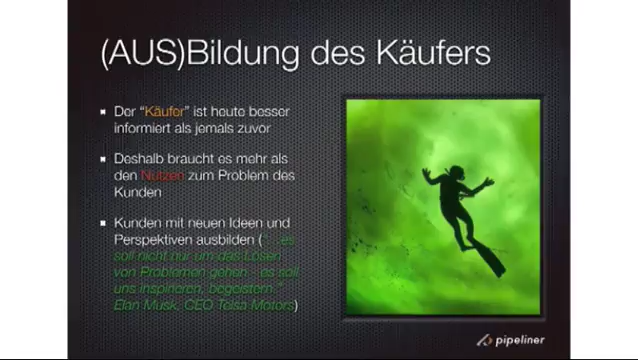 (AUS)Bildung des Käufers
Der "Käufer" ist heute besser
informiert als jemals zuvor
Deshalb braucht es mehr als
den Nutzen zum Problem des
Kunden
Kunden mit neuen Ideen und
Perspektiven ausbilden ("...es
soll nicht nur um das Lösen
von Problemen gehen - es soll
uns inspirieren, begeistern."
Elan Musk, CEO Telsa Motors)
pipeliner